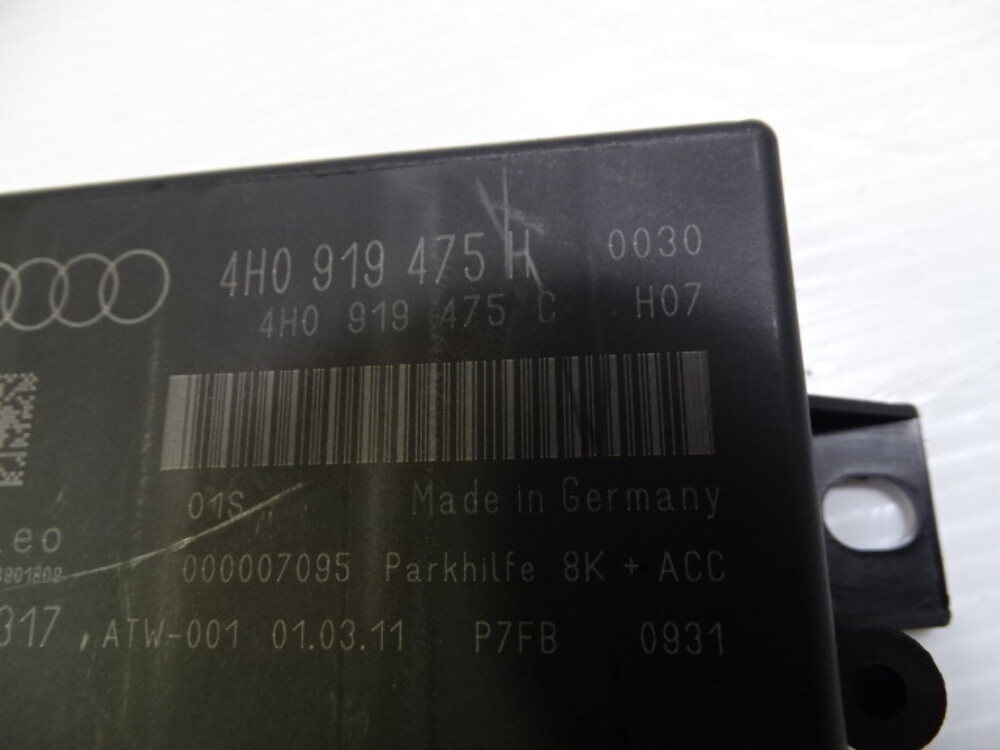 4H0 919 475 H 0030
4H0 919 475 C H07
01S Made in Germany
leo
000007095 Parkhilfe 8K + ACC
317 ATW-001 01.03.11 P7FB 0931